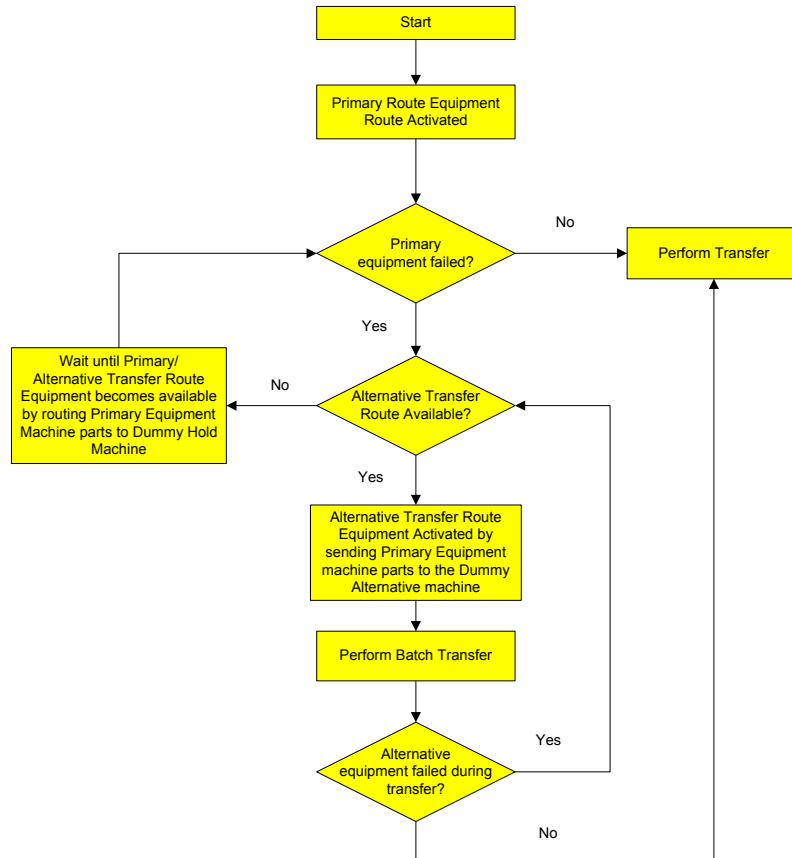 Start
Primary Route Equipment
Route Activated
Primary
equipment failed?
No
Perform Transfer
Yes
Wait until Primary/
Alternative Transfer Route
Equipment becomes available
by routing Primary Equipment
Machine parts to Dummy Hold
Machine
No
Alternative Transfer
Route Available?
Yes
Alternative Transfer Route
Equipment Activated by
sending Primary Equipment
machine parts to the Dummy
Alternative machine
Perform Batch Transfer
Alternative
equipment failed during
transfer?
Yes
No